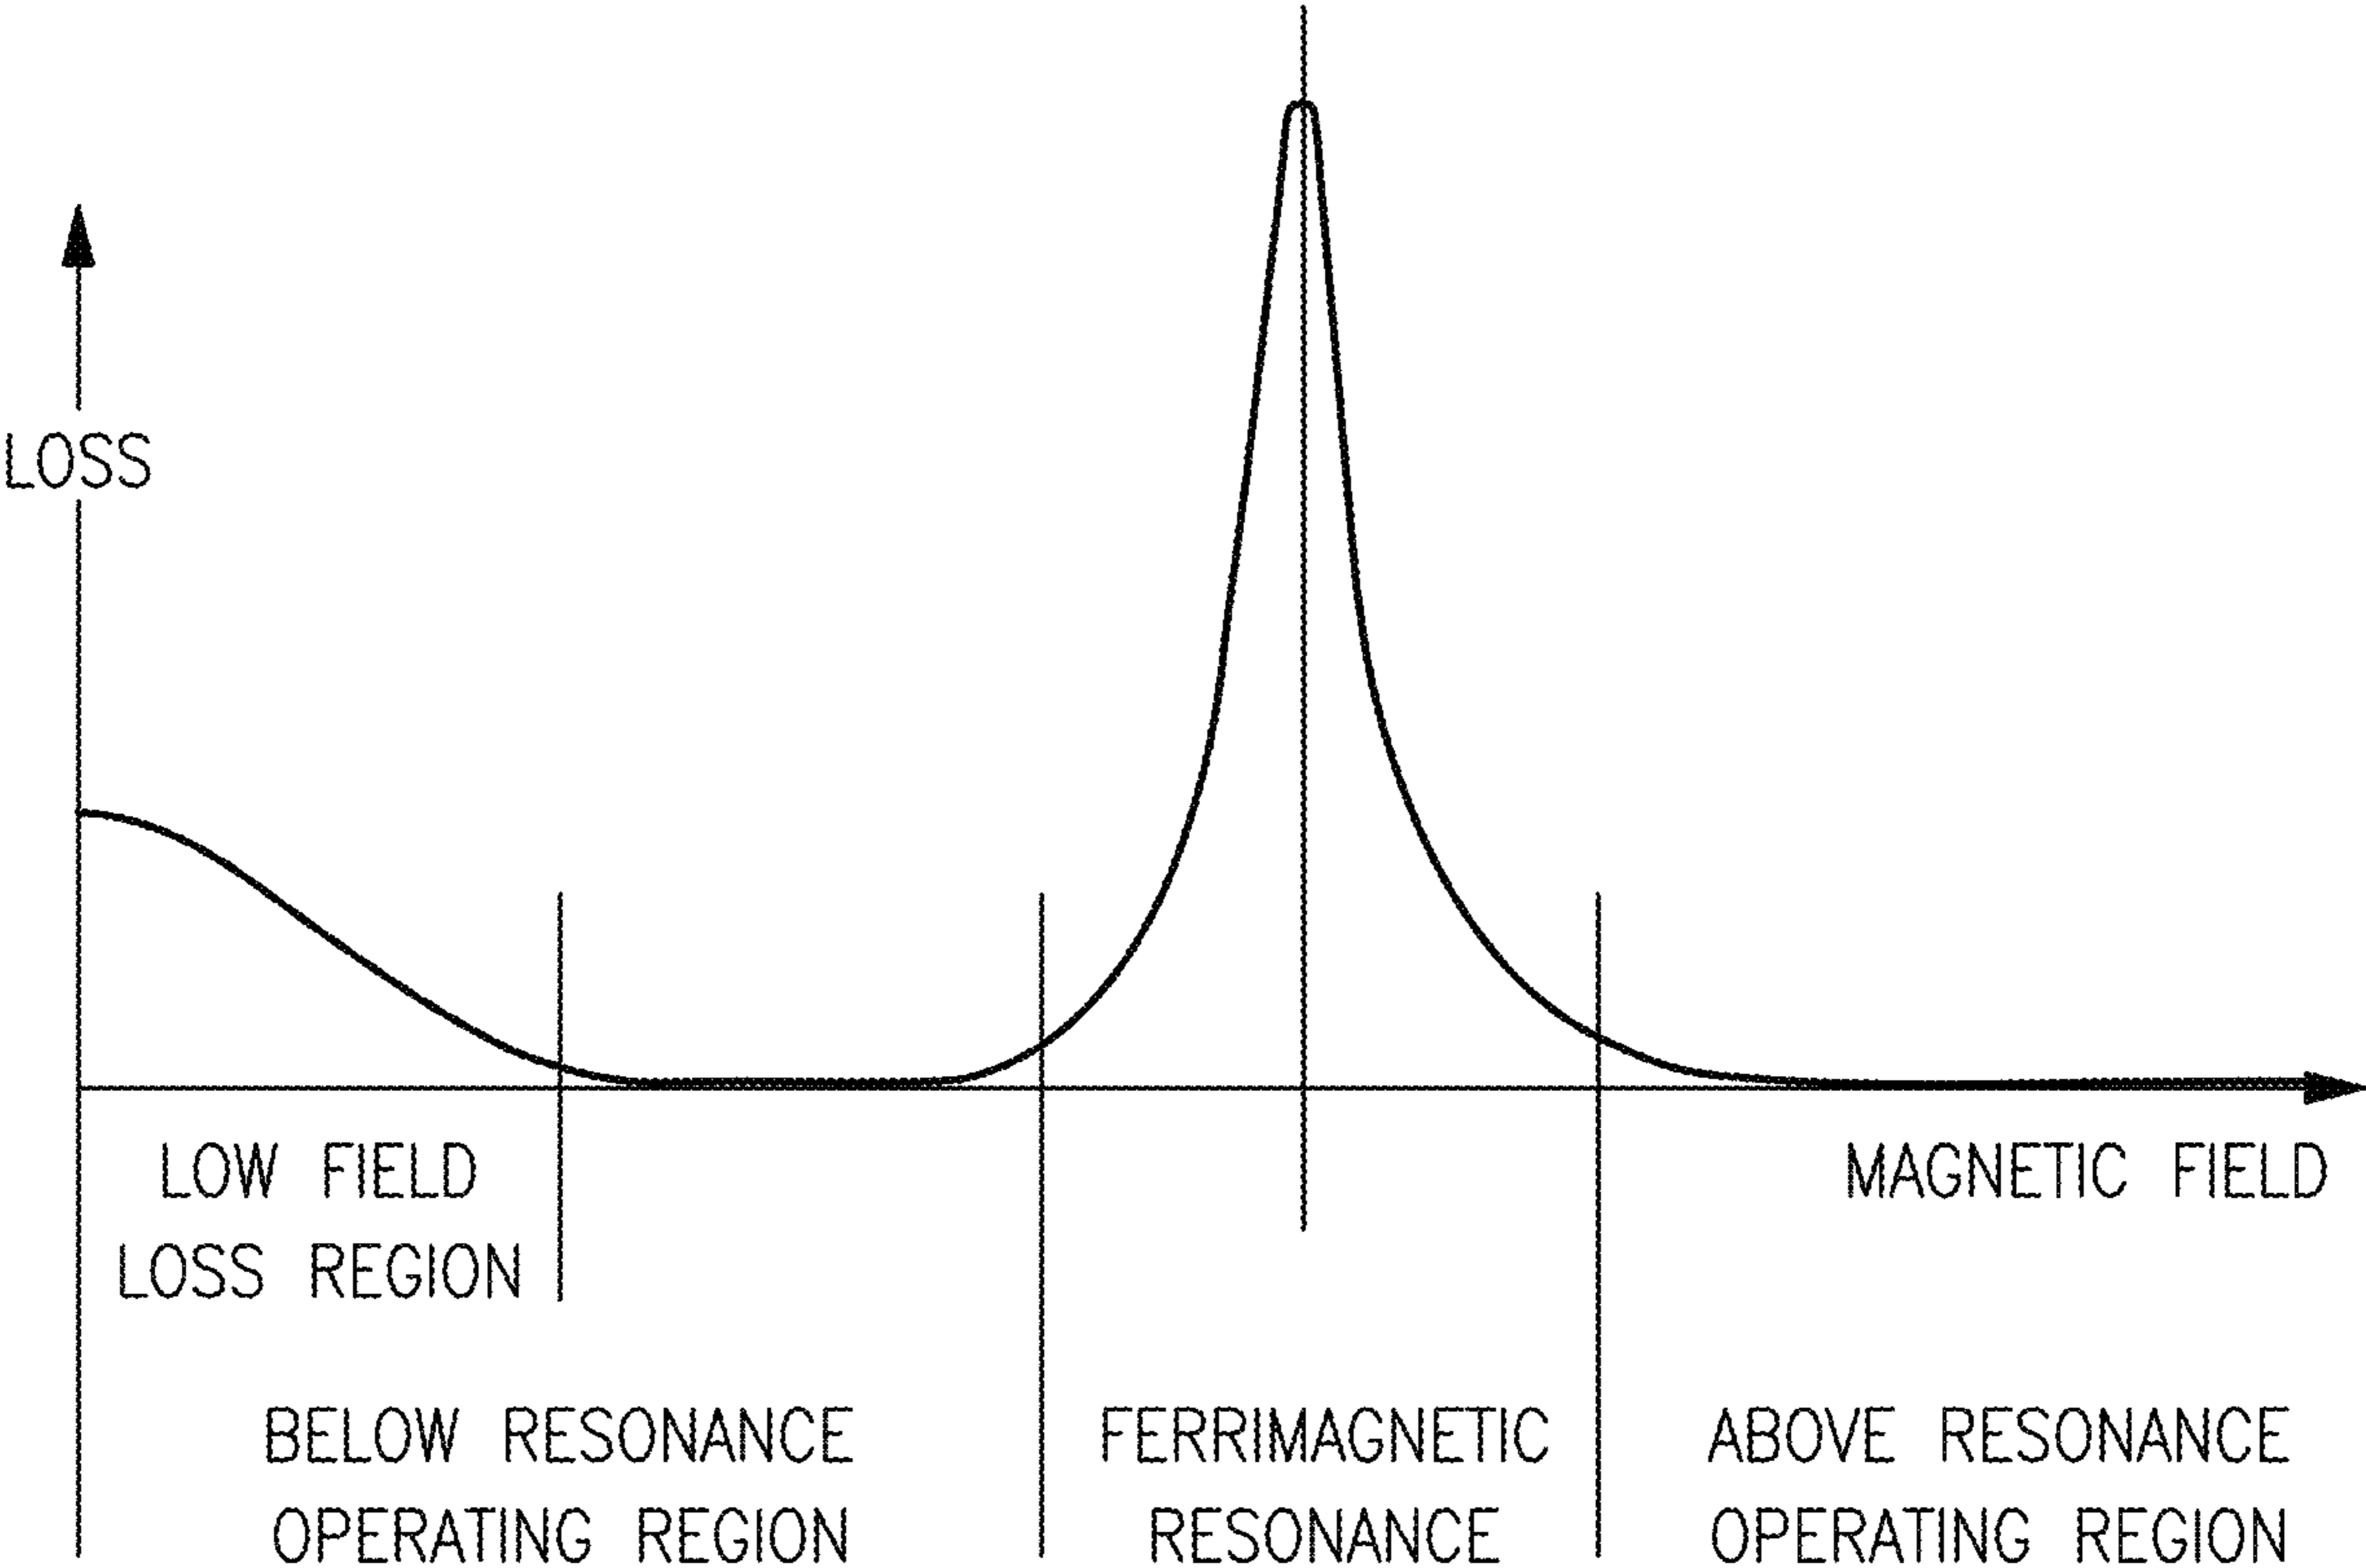 LOSS
LOW FIELD
LOSS REGION
MAGNETIC FIELD
BELOW RESONANCE
OPERATING REGION
FERRIMAGNETIC
RESONANCE
ABOVE RESONANCE
OPERATING REGION